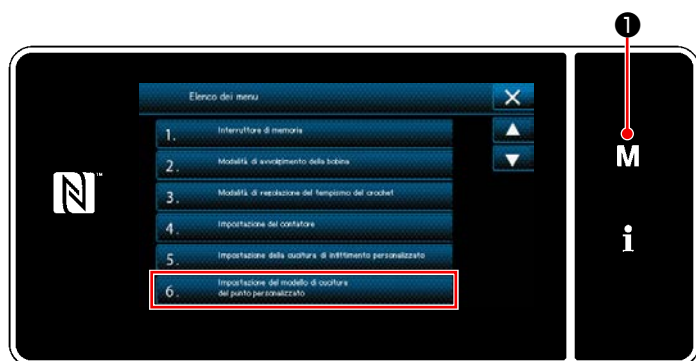 ❶
Elenco dei menu
1. Interruttore di memoria
2. Modalità di avvolgimento della bobina
3. Modalità di regolazione del tempismo del crochet
4. Impostazione del contatore
5. Impostazione della cucitura di infittimento personalizzato
6. Impostazione del modello di cucitura
del punto personalizzato
M
i